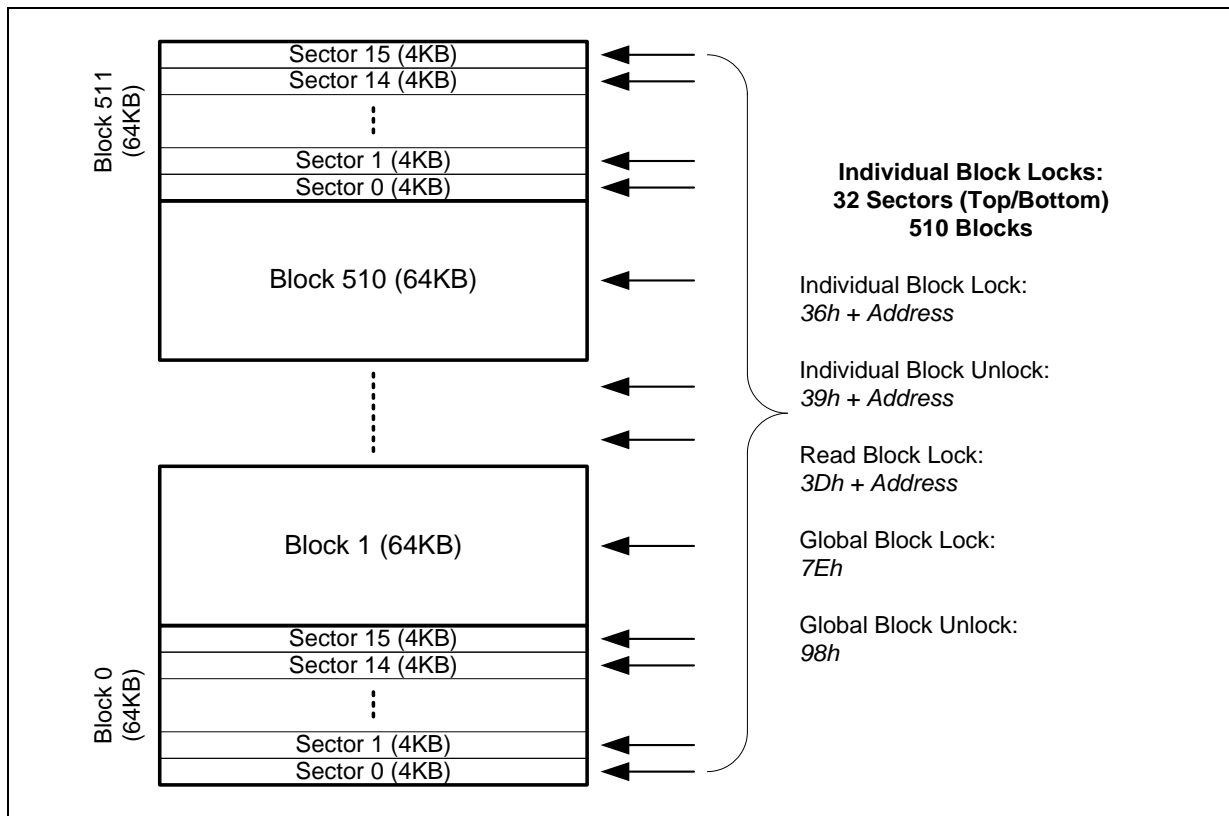 Block 511
(64KB)
Sector 15 (4KB)
Sector 14 (4KB)
Sector 1 (4KB)
Sector 0 (4KB)
Block 510 (64KB)
Block 1 (64KB)
Block 0
(64KB)
Sector 15 (4KB)
Sector 14 (4KB)
Sector 1 (4KB)
Sector 0 (4KB)
Individual Block Locks:
32 Sectors (Top/Bottom)
510 Blocks
Individual Block Lock:
36h + Address
Individual Block Unlock:
39h + Address
Read Block Lock:
3Dh + Address
Global Block Lock:
7Eh
Global Block Unlock:
98h